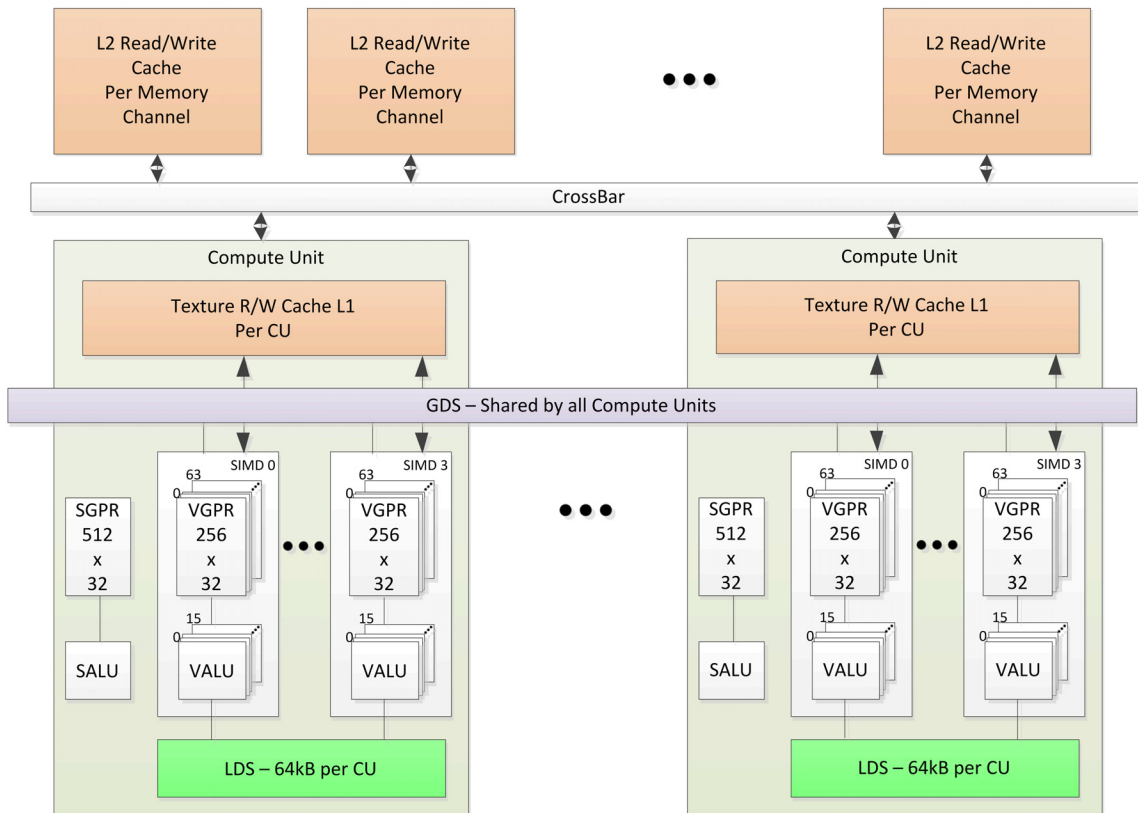 L2 Read/Write
Cache
Per Memory
Channel
L2 Read/Write
Cache
Per Memory
Channel
L2 Read/Write
Cache
Per Memory
Channel
CrossBar
Compute Unit
Texture R/W Cache L1
Per CU
Compute Unit
Texture R/W Cache L1
Per CU
GDS – Shared by all Compute Units
SGPR
512
x
32
SALU
SIMD 0
63
0
VGPR
256
x
32
15
0
VALU
SIMD 3
63
0
VGPR
256
x
32
15
0
VALU
LDS – 64kB per CU
SGPR
512
x
32
SALU
SIMD 0
63
0
VGPR
256
x
32
15
0
VALU
SIMD 3
63
0
VGPR
256
x
32
15
0
VALU
LDS – 64kB per CU